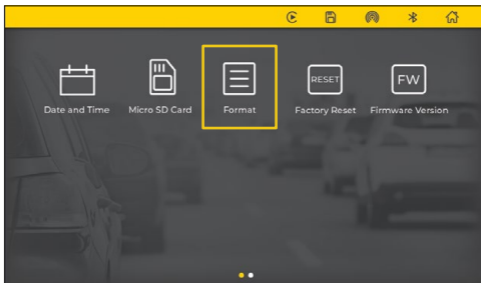 RESET
FW
Date and Time
Micro SD Card
Format
Factory Reset
Firmware Version